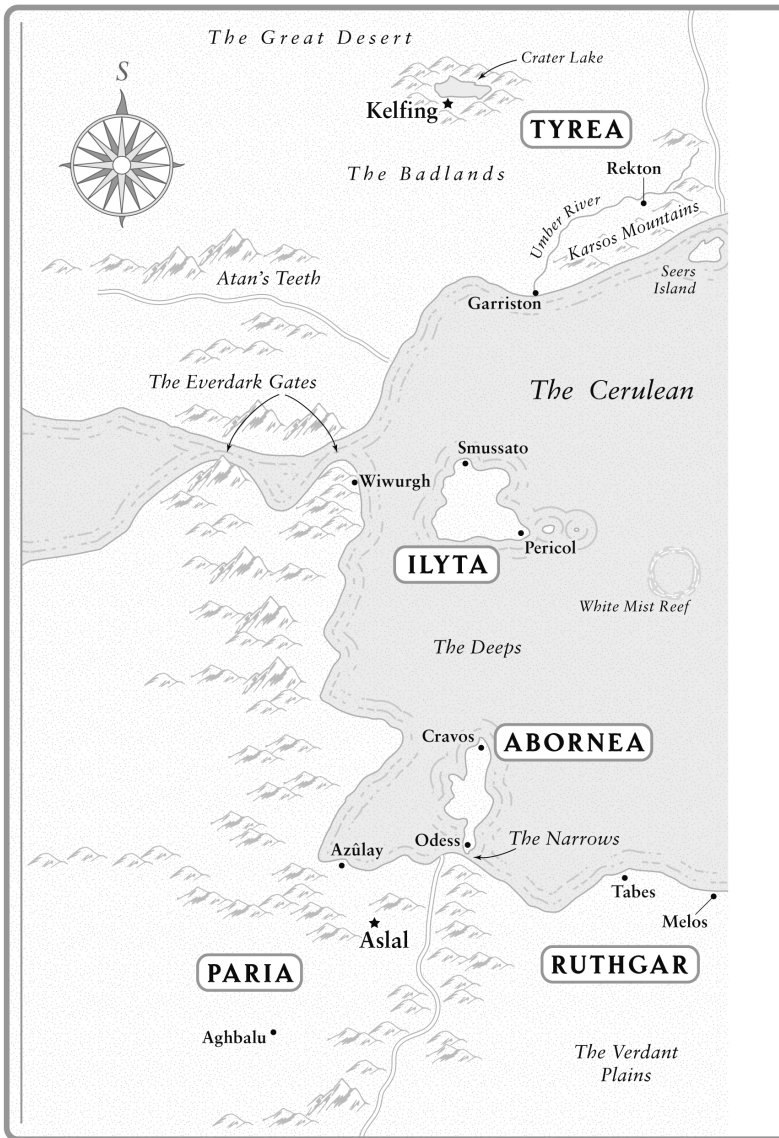 The Great Desert
Crater Lake
S
Kelfing
TYREA
The Badlands
Rekton
Umber River
Karsos Mountains
Seers
Island
Atan's Teeth
Garriston
The Everdark Gates
The Cerulean
Smussato
Wiwurgh
Pericol
ILYTA
White Mist Reef
The Deeps
Cravos
ABORNEA
Odess
The Narrows
Azûlay
Tabes
Melos
Aslal
PARIA
RUTHGAR
Aghbalu
The Verdant
Plains